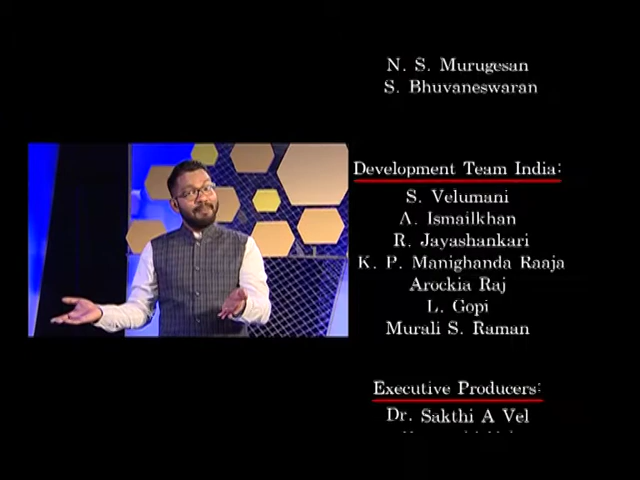 N. S. Murugesan
S. Bhuvaneswaran
Development Team India:
S. Velumani
A. Ismailkhan
R. Jayashankari
K. P. Manighanda Raaja
Arockia Raj
L. Gopi
Murali S. Raman
Executive Producers:
Dr. Sakthi A Vel